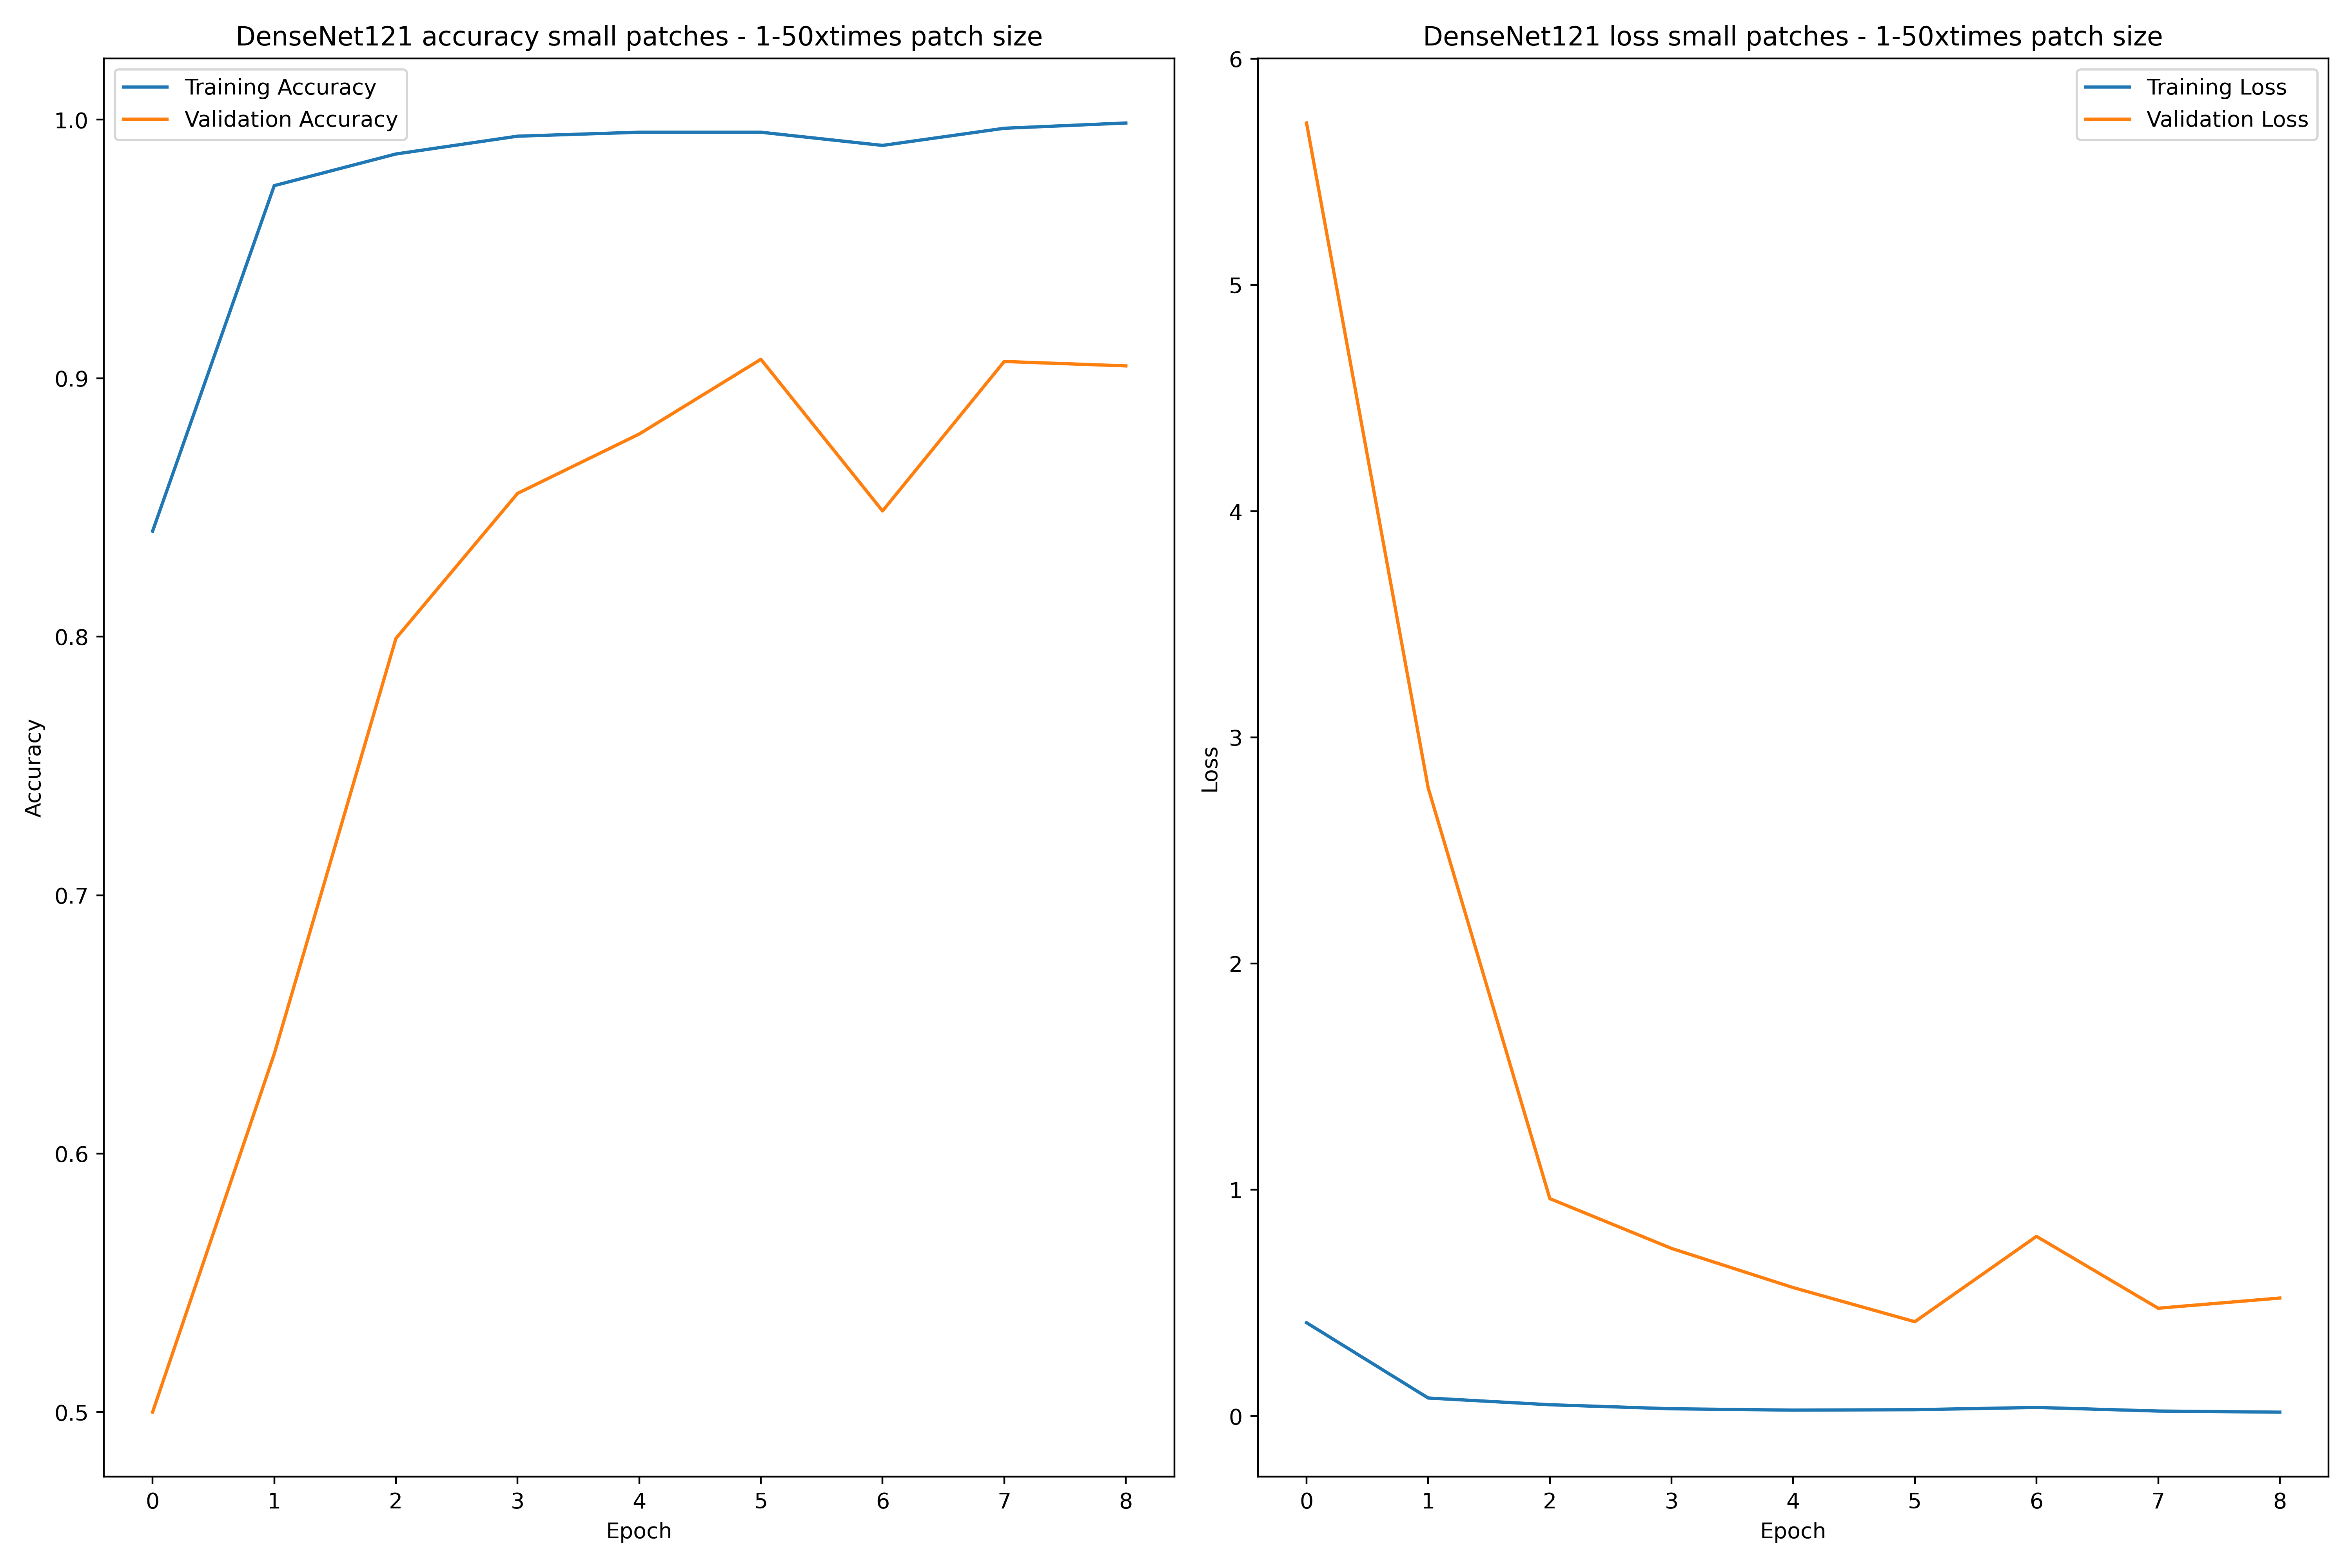 DenseNet121 accuracy small patches - 1-50xtimes patch size
Training Accuracy
Validation Accuracy
1.0
0.9
0.8
0.7
0.6
0.5
Accuracy
0 1 2 3 4 5 6 7 8
Epoch
DenseNet121 loss small patches - 1-50xtimes patch size
Training Loss
Validation Loss
6
5
4
3
2
1
0
Loss
0 1 2 3 4 5 6 7 8
Epoch